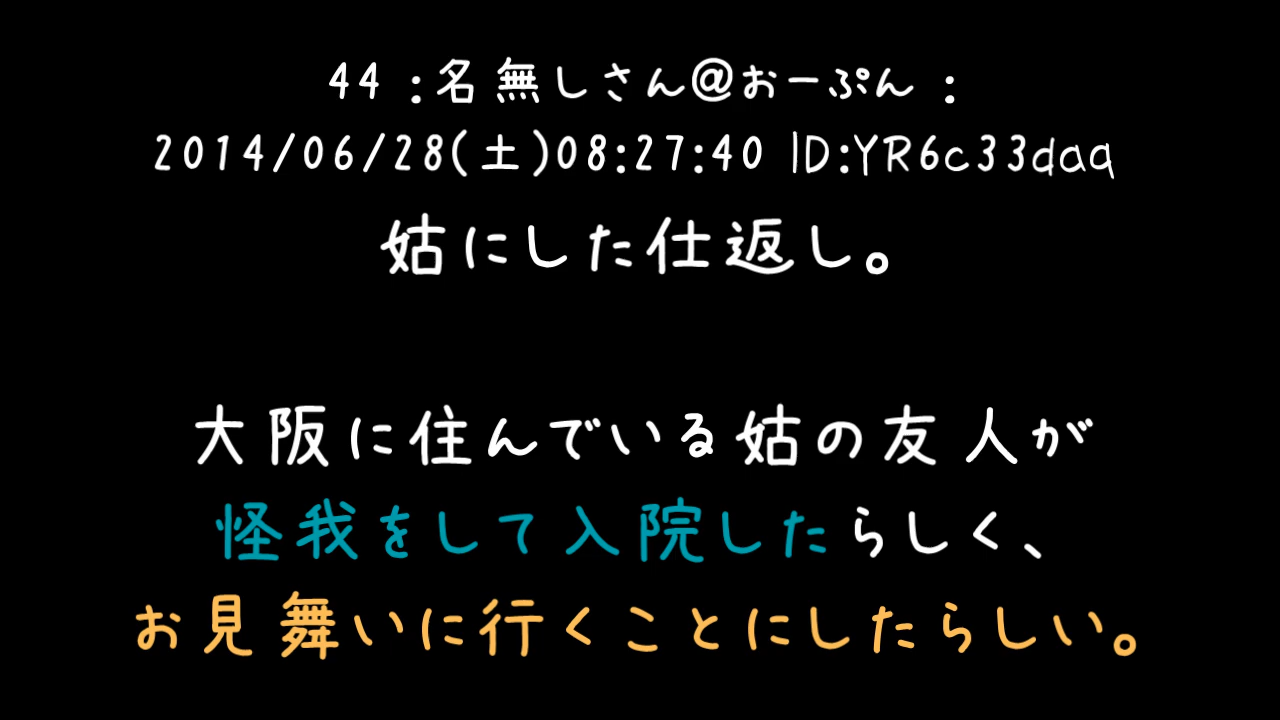 44 :名無しさん@おーぷん :
2014/06/28(土)08:27:40 ID:YR6c33daq
姑にした仕返し。
大阪に住んでいる姑の友人が
怪我をして入院したらしく、
お見舞いに行くことにしたらしい。